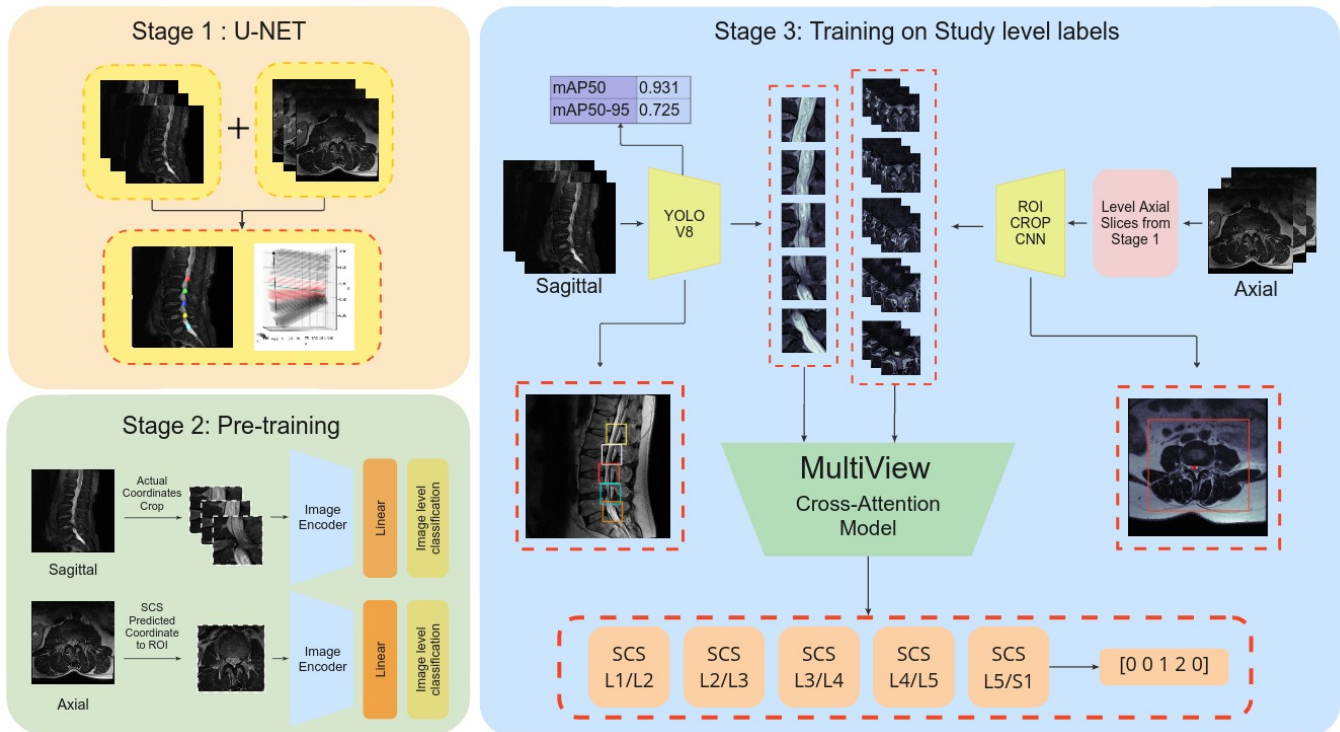 Stage 1 : U-NET
+
Stage 2: Pre-training
Actual
Coordinates
Crop
Sagittal
Image
Encoder
Linear
Image level
classification
SCS
Predicted
Coordinate
to ROI
Axial
Image
Encoder
Linear
Image level
classification
Stage 3: Training on Study level labels
mAP50 0.931
mAP50-95 0.725
Sagittal
YOLO
V8
ROI
CROP
CNN
Level Axial
Slices from
Stage 1
Axial
MultiView
Cross-Attention
Model
SCS
L1/L2
SCS
L2/L3
SCS
L3/L4
SCS
L4/L5
SCS
L5/S1
[0 0 1 2 0]